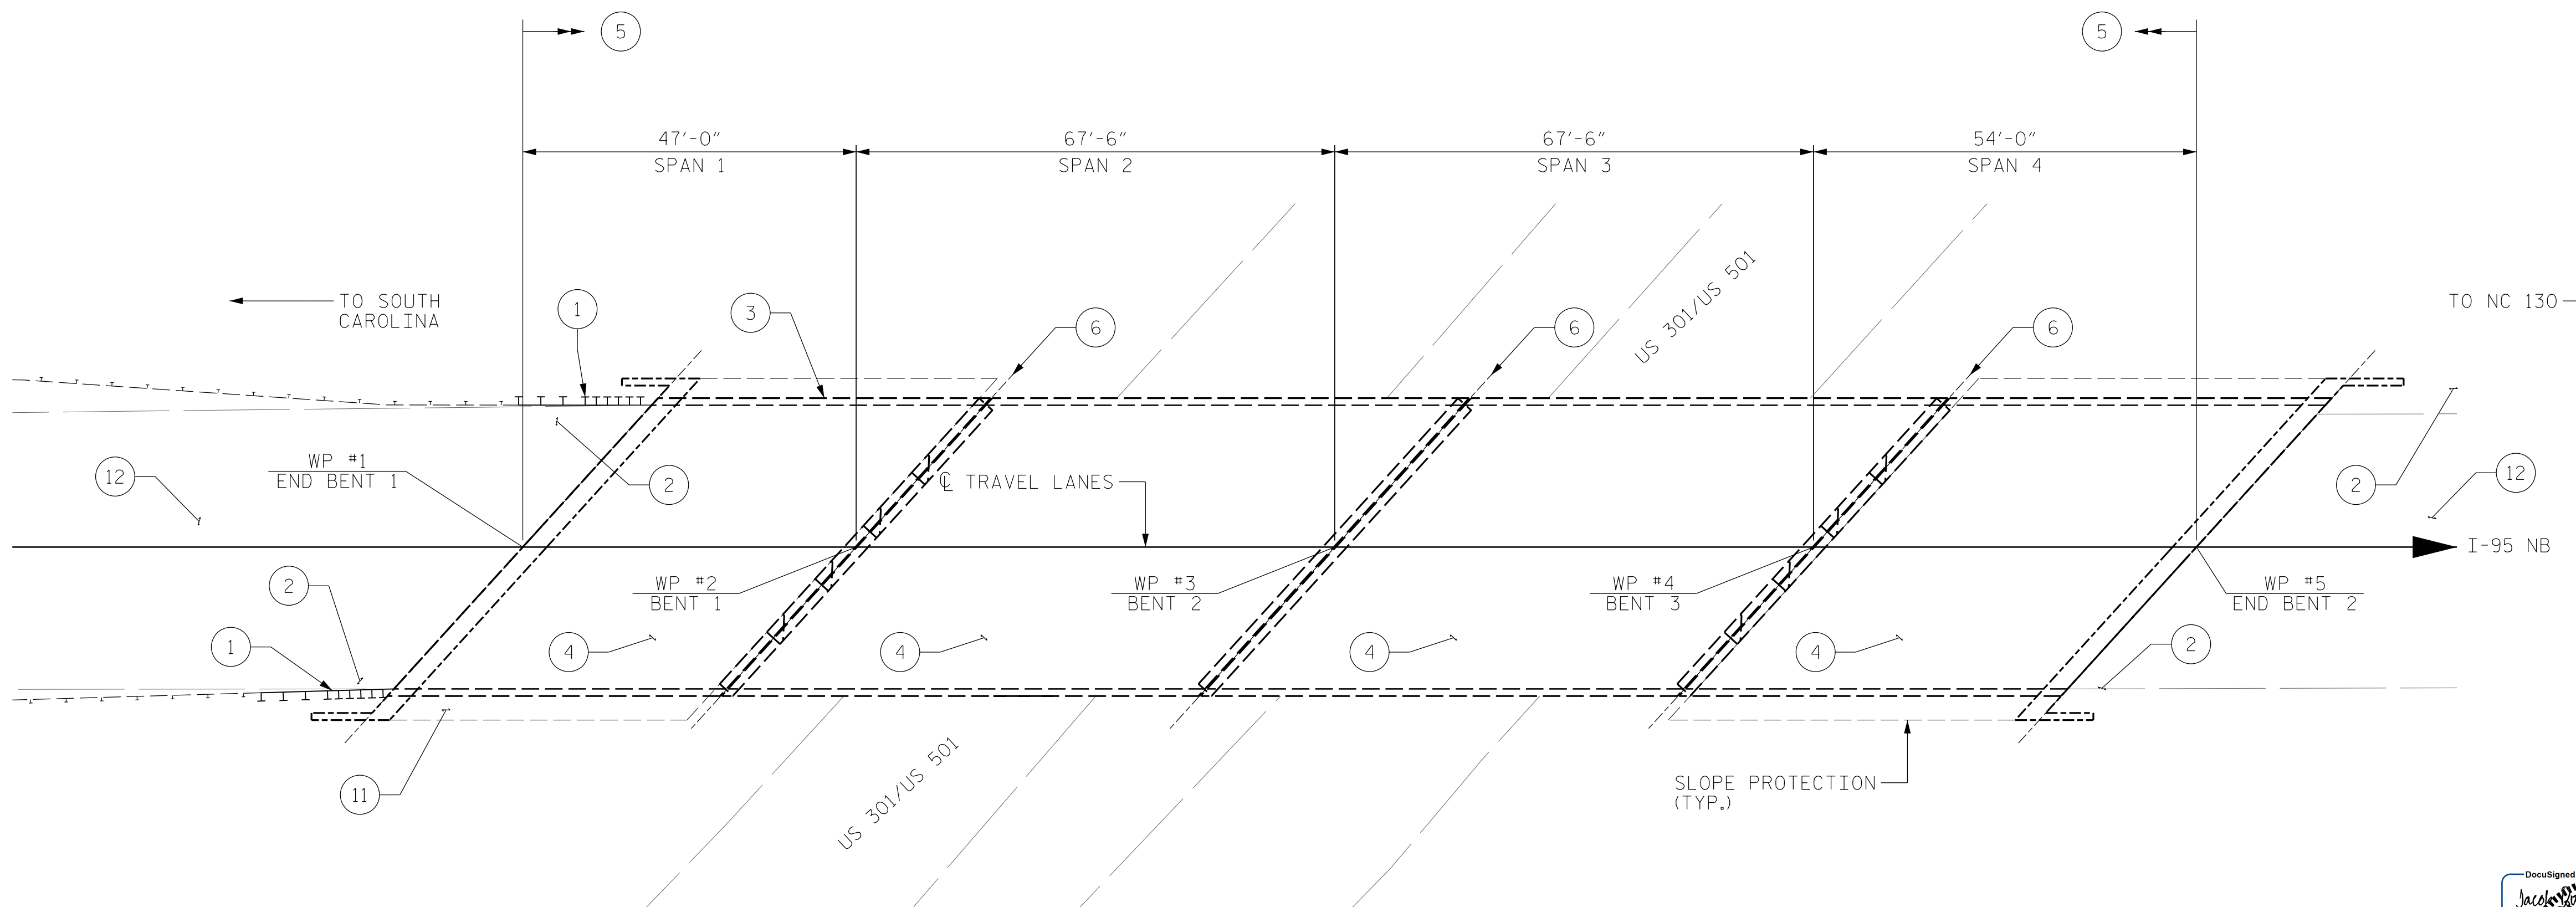 5
5
47'-0"
67'-6"
67'-6"
54'-0"
SPAN 1
SPAN 2
SPAN 3
SPAN 4
US 301/US 501
TO SOUTH
CAROLINA
1
3
6
6
6
TO NC 130
12
WP #1
END BENT 1
2
℄ TRAVEL LANES
2
12
I-95 NB
2
WP #2
BENT 1
WP #3
BENT 2
WP #4
BENT 3
WP #5
END BENT 2
1
4
4
4
4
2
11
US 301/US 501
SLOPE PROTECTION
(TYP.)
DocuSigned